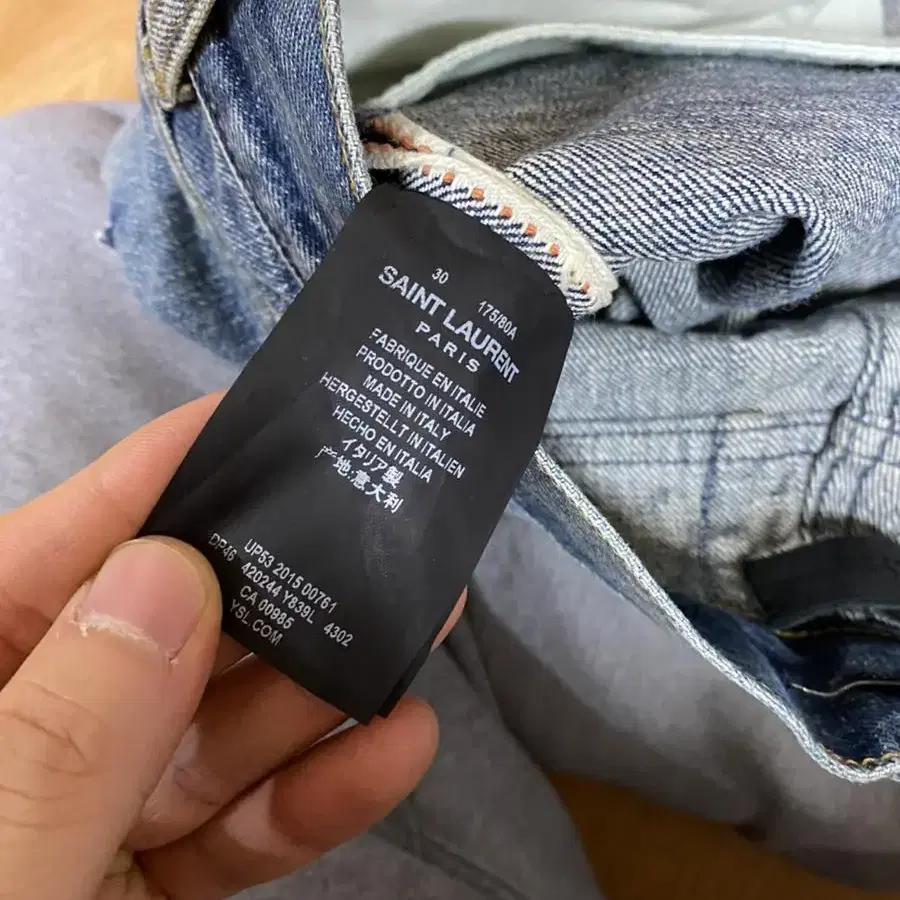 30 175/80A
SAINT LAURENT
PARIS
FABRIQUE EN ITALIE
PRODOTTO IN ITALIA
MADE IN ITALY
HERGESTELLT IN ITALIEN
HECHO EN ITALIA
イタリア製
产地:意大利
UP53 2015 00761
DP46 420244 Y839L 4302
CA 00985
YSL.COM